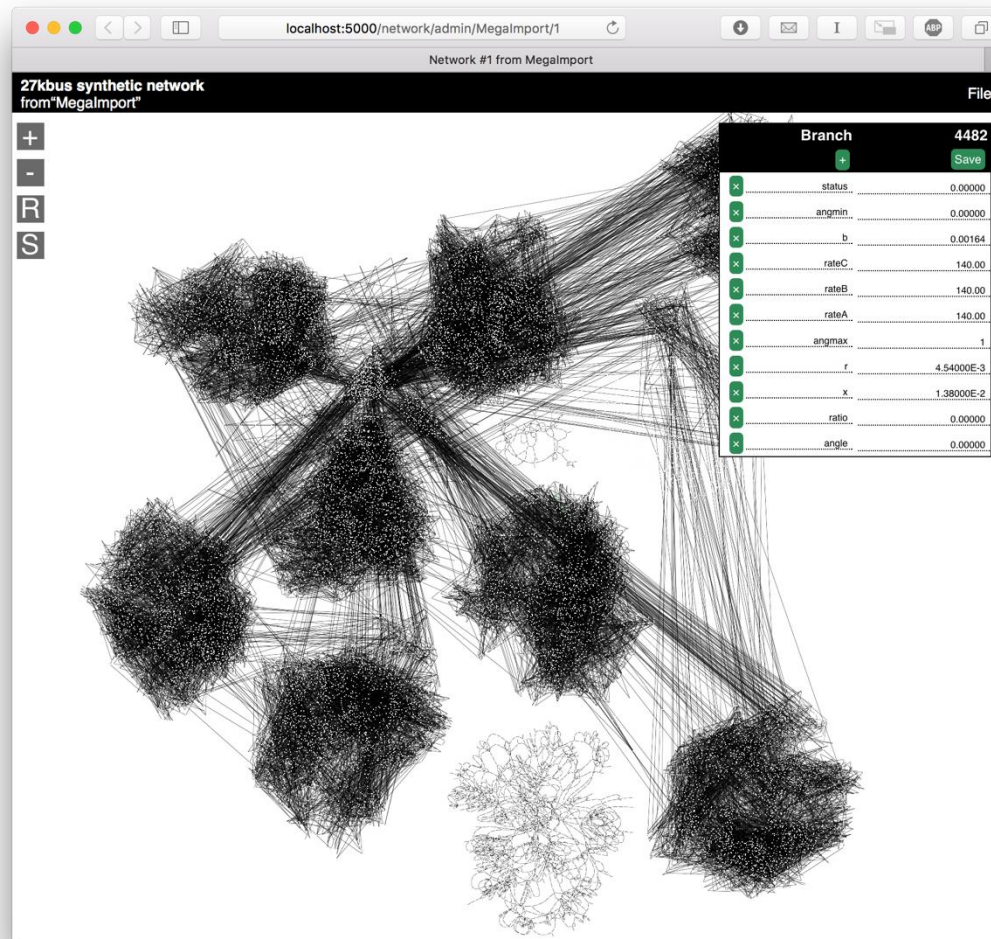 localhost:5000/network/admin/MegaImport/1
I
ABP
Network #1 from MegaImport
27kbus synthetic network
from“MegaImport”
File
+
-
R
S
Branch 4482
+ Save
× status 0.00000
× angmin 0.00000
× b 0.00164
× rateC 140.00
× rateB 140.00
× rateA 140.00
× angmax 1
× r 4.54000E-3
× x 1.38000E-2
× ratio 0.00000
× angle 0.00000